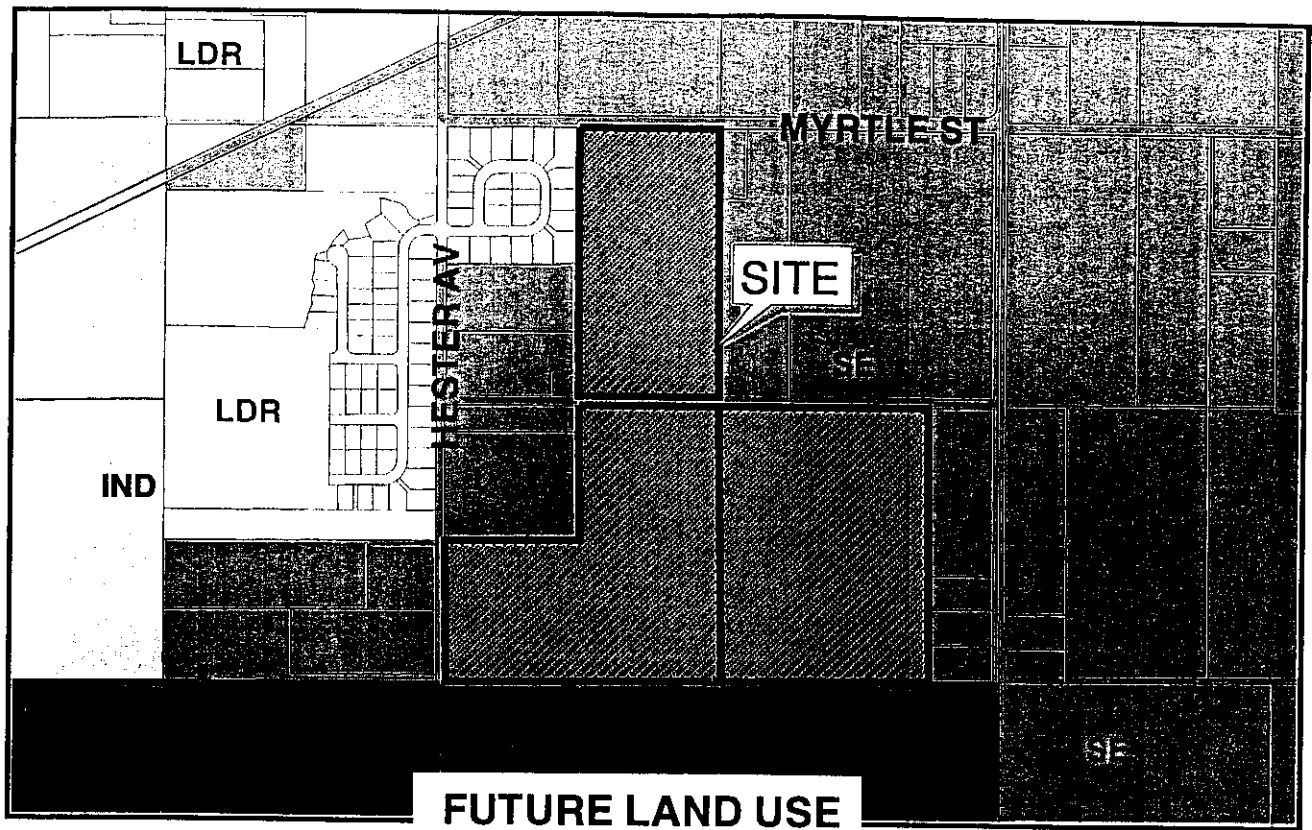 LDR
MYRTLE ST
SITE
HESTER AV
SE
LDR
IND
SE
FUTURE LAND USE